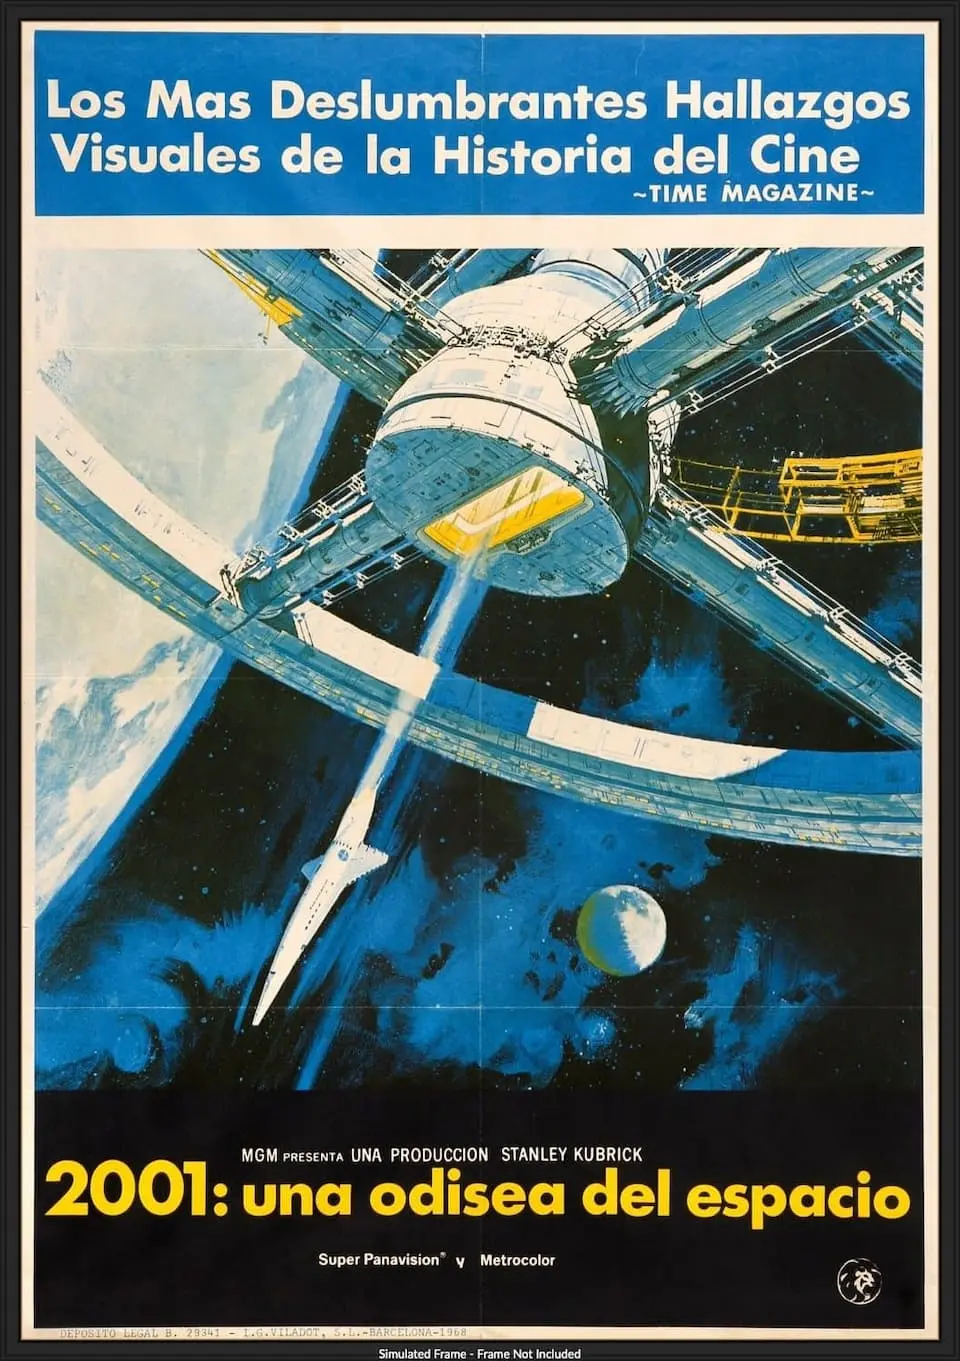 Los Mas Deslumbrantes Hallazgos
Visuales de la Historia del Cine
~TIME MAGAZINE~
MGM PRESENTA UNA PRODUCCION STANLEY KUBRICK
2001: una odisea del espacio
Super Panavision® y Metrocolor
DEPOSITO LEGAL B. 29341 - I.G.VILADOT, S.L.-BARCELONA-1968
Simulated Frame - Frame Not Included